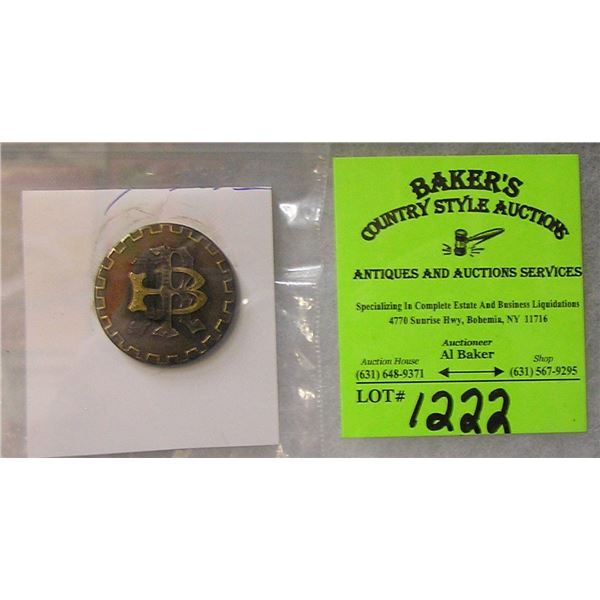 BAKER'S
COUNTRY STYLE AUCTIONS
ANTIQUES AND AUCTIONS SERVICES
Specializing In Complete Estate And Business Liquidations
4770 Sunrise Hwy, Bohemia, NY 11716
Auctioneer
Al Baker
Auction House
(631) 648-9371
Shop
(631) 567-9295
LOT# 1222